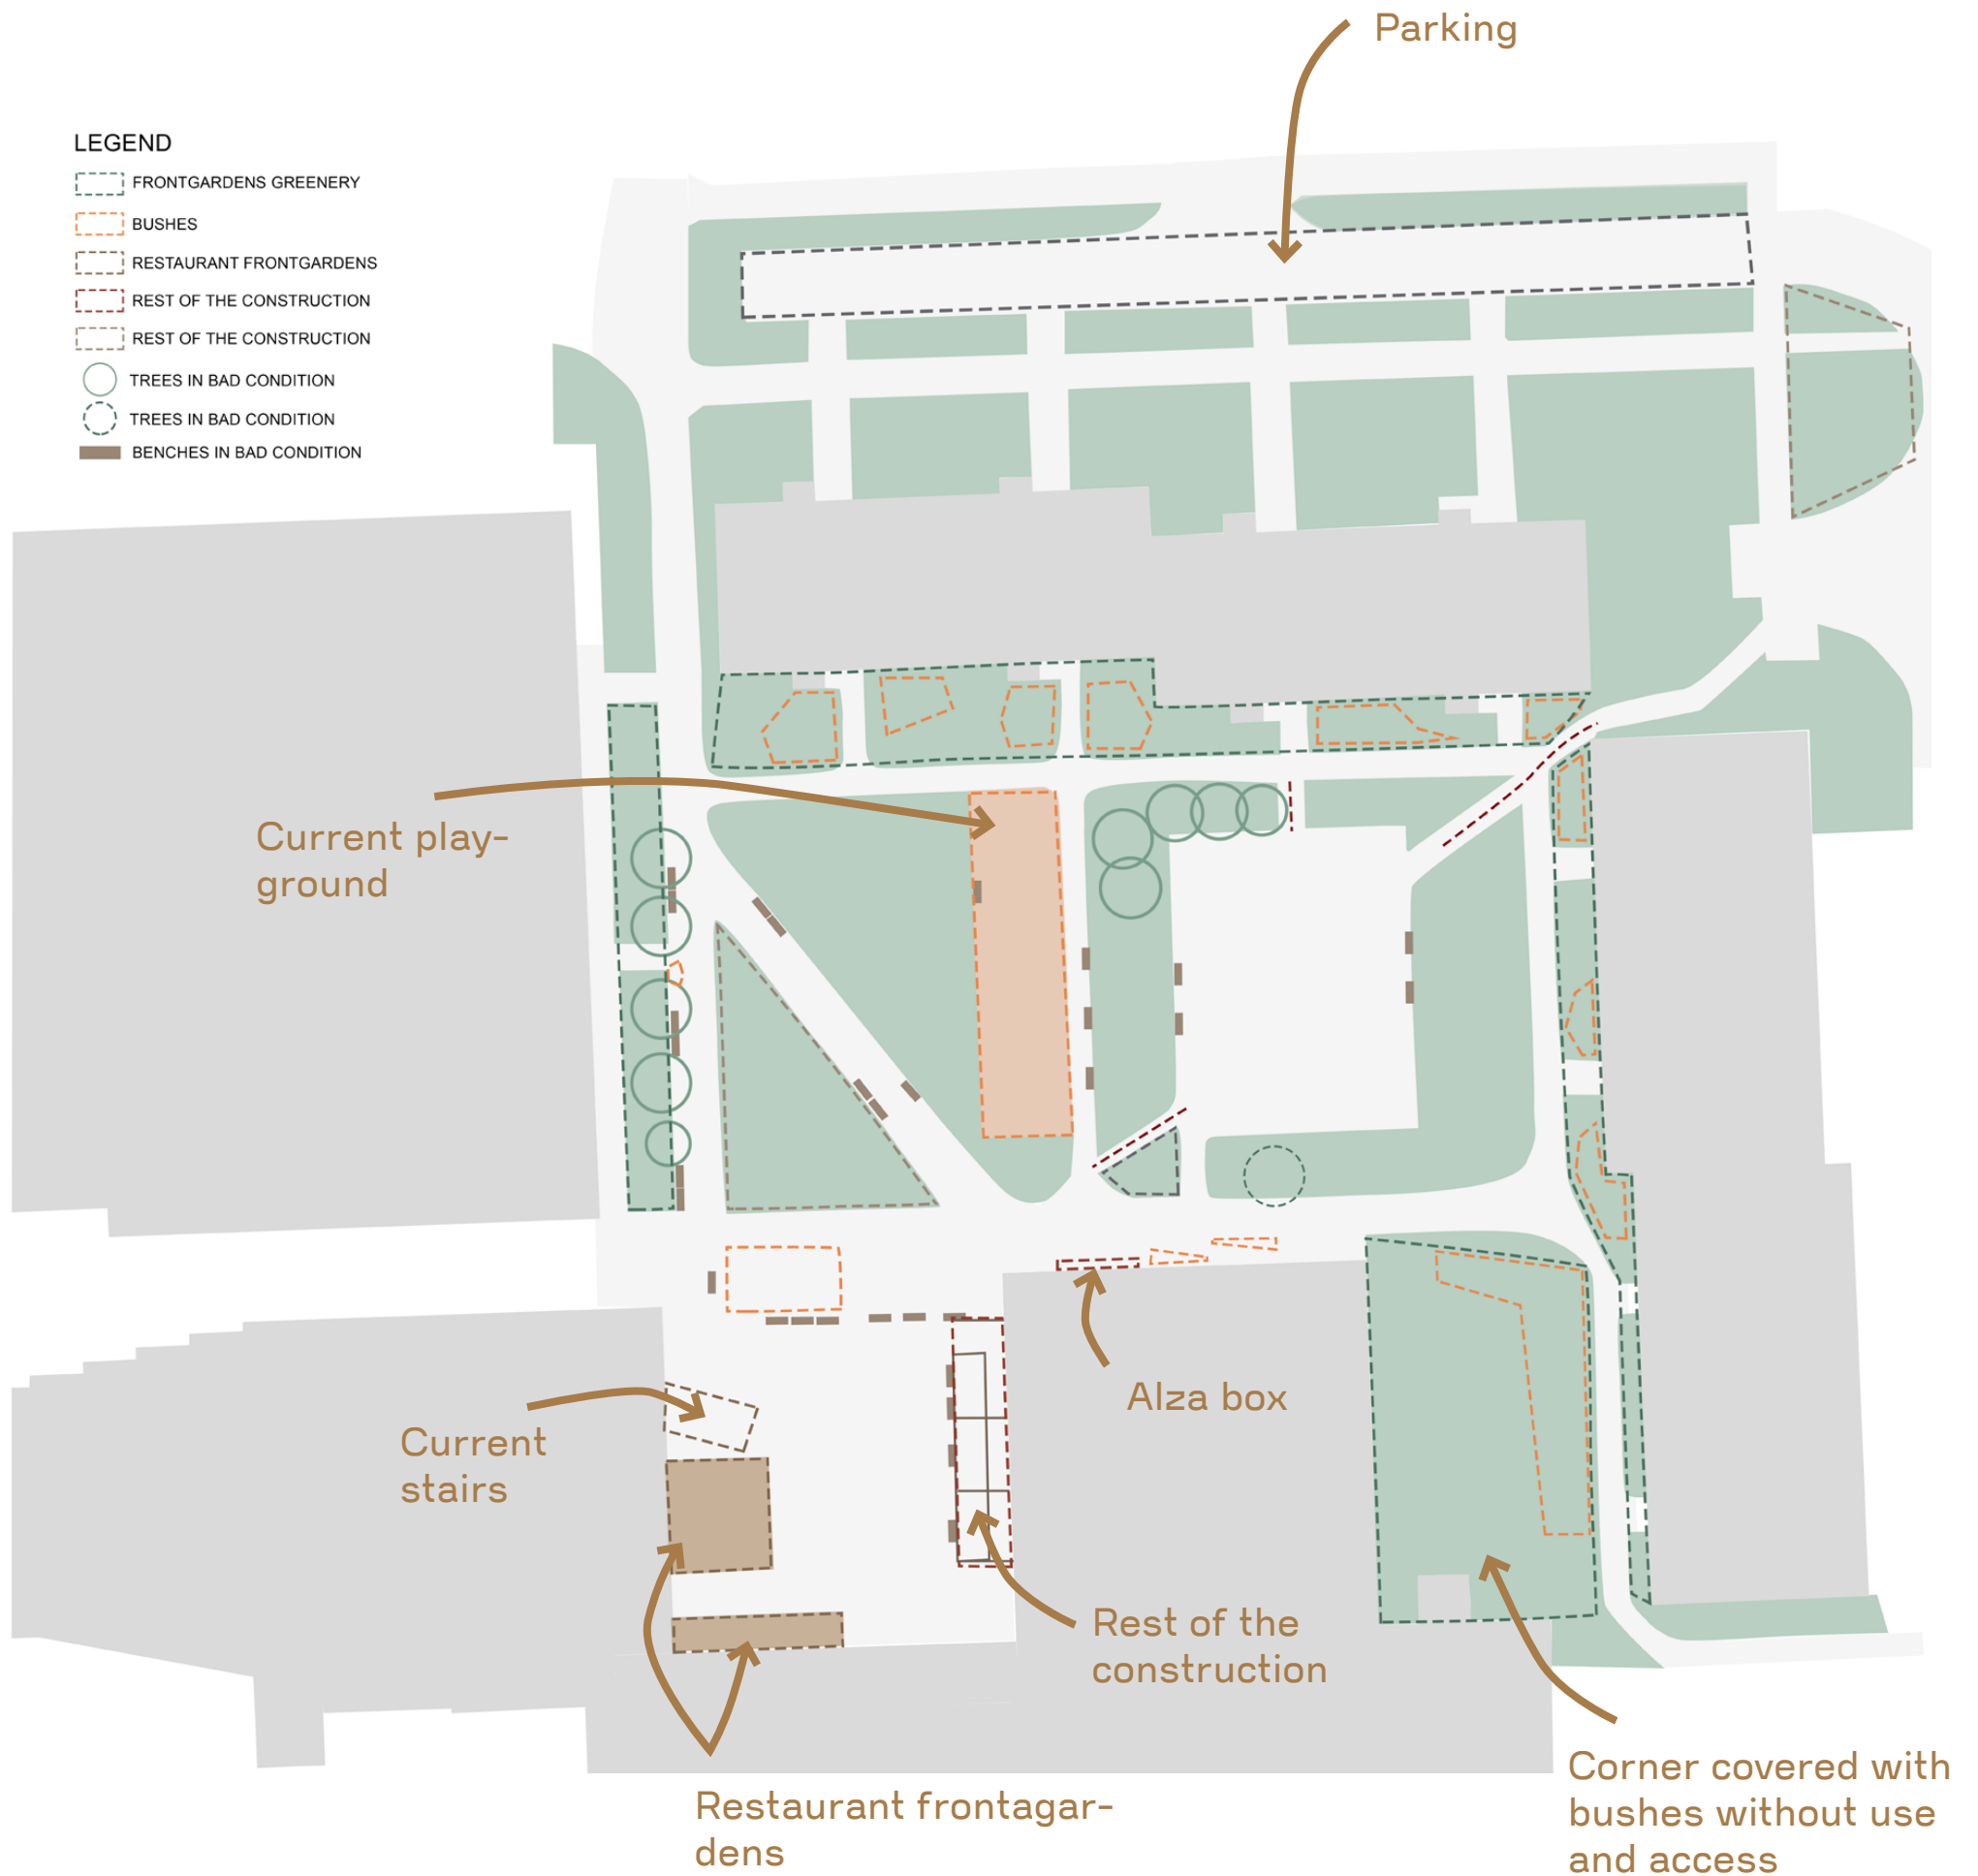 Parking
LEGEND
FRONTGARDENS GREENERY
BUSHES
RESTAURANT FRONTGARDENS
REST OF THE CONSTRUCTION
REST OF THE CONSTRUCTION
TREES IN BAD CONDITION
TREES IN BAD CONDITION
BENCHES IN BAD CONDITION
Current play-
ground
Alza box
Current
stairs
Rest of the
construction
Corner covered with
bushes without use
and access
Restaurant frontagar-
dens